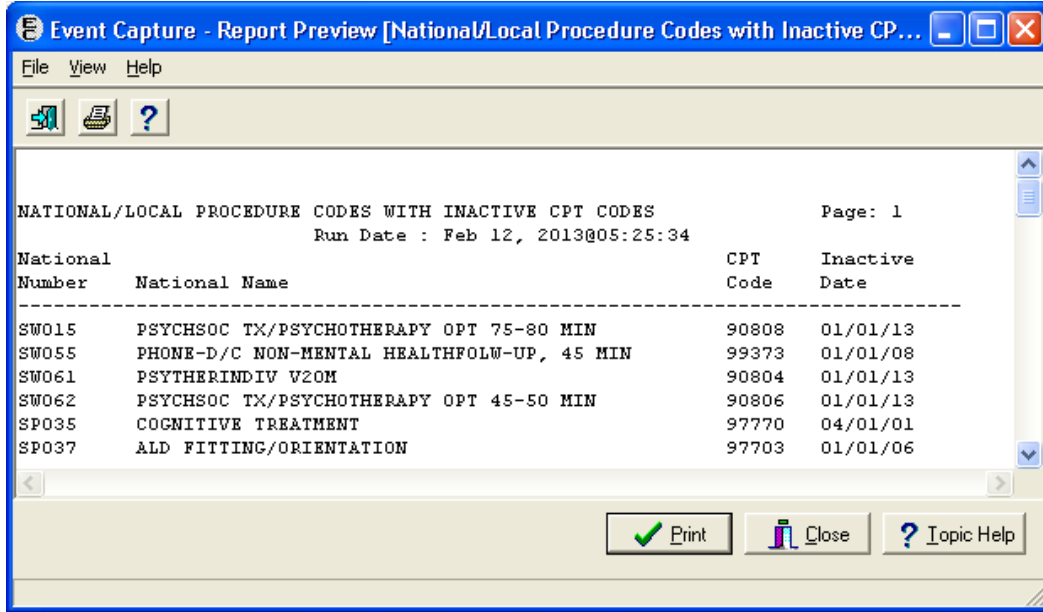 Event Capture - Report Preview [National/Local Procedure Codes with Inactive CP...
File View Help
NATIONAL/LOCAL PROCEDURE CODES WITH INACTIVE CPT CODES Page: 1
Run Date : Feb 12, 2013@05:25:34
National CPT Inactive
Number National Name Code Date
--------------------------------------------------------------------------------
SW015 PSYCHSOC TX/PSYCHOTHERAPY OPT 75-80 MIN 90808 01/01/13
SW055 PHONE-D/C NON-MENTAL HEALTHFOLW-UP, 45 MIN 99373 01/01/08
SW061 PSYTHERINDIV V20M 90804 01/01/13
SW062 PSYCHSOC TX/PSYCHOTHERAPY OPT 45-50 MIN 90806 01/01/13
SP035 COGNITIVE TREATMENT 97770 04/01/01
SP037 ALD FITTING/ORIENTATION 97703 01/01/06
Print Close ? Topic Help